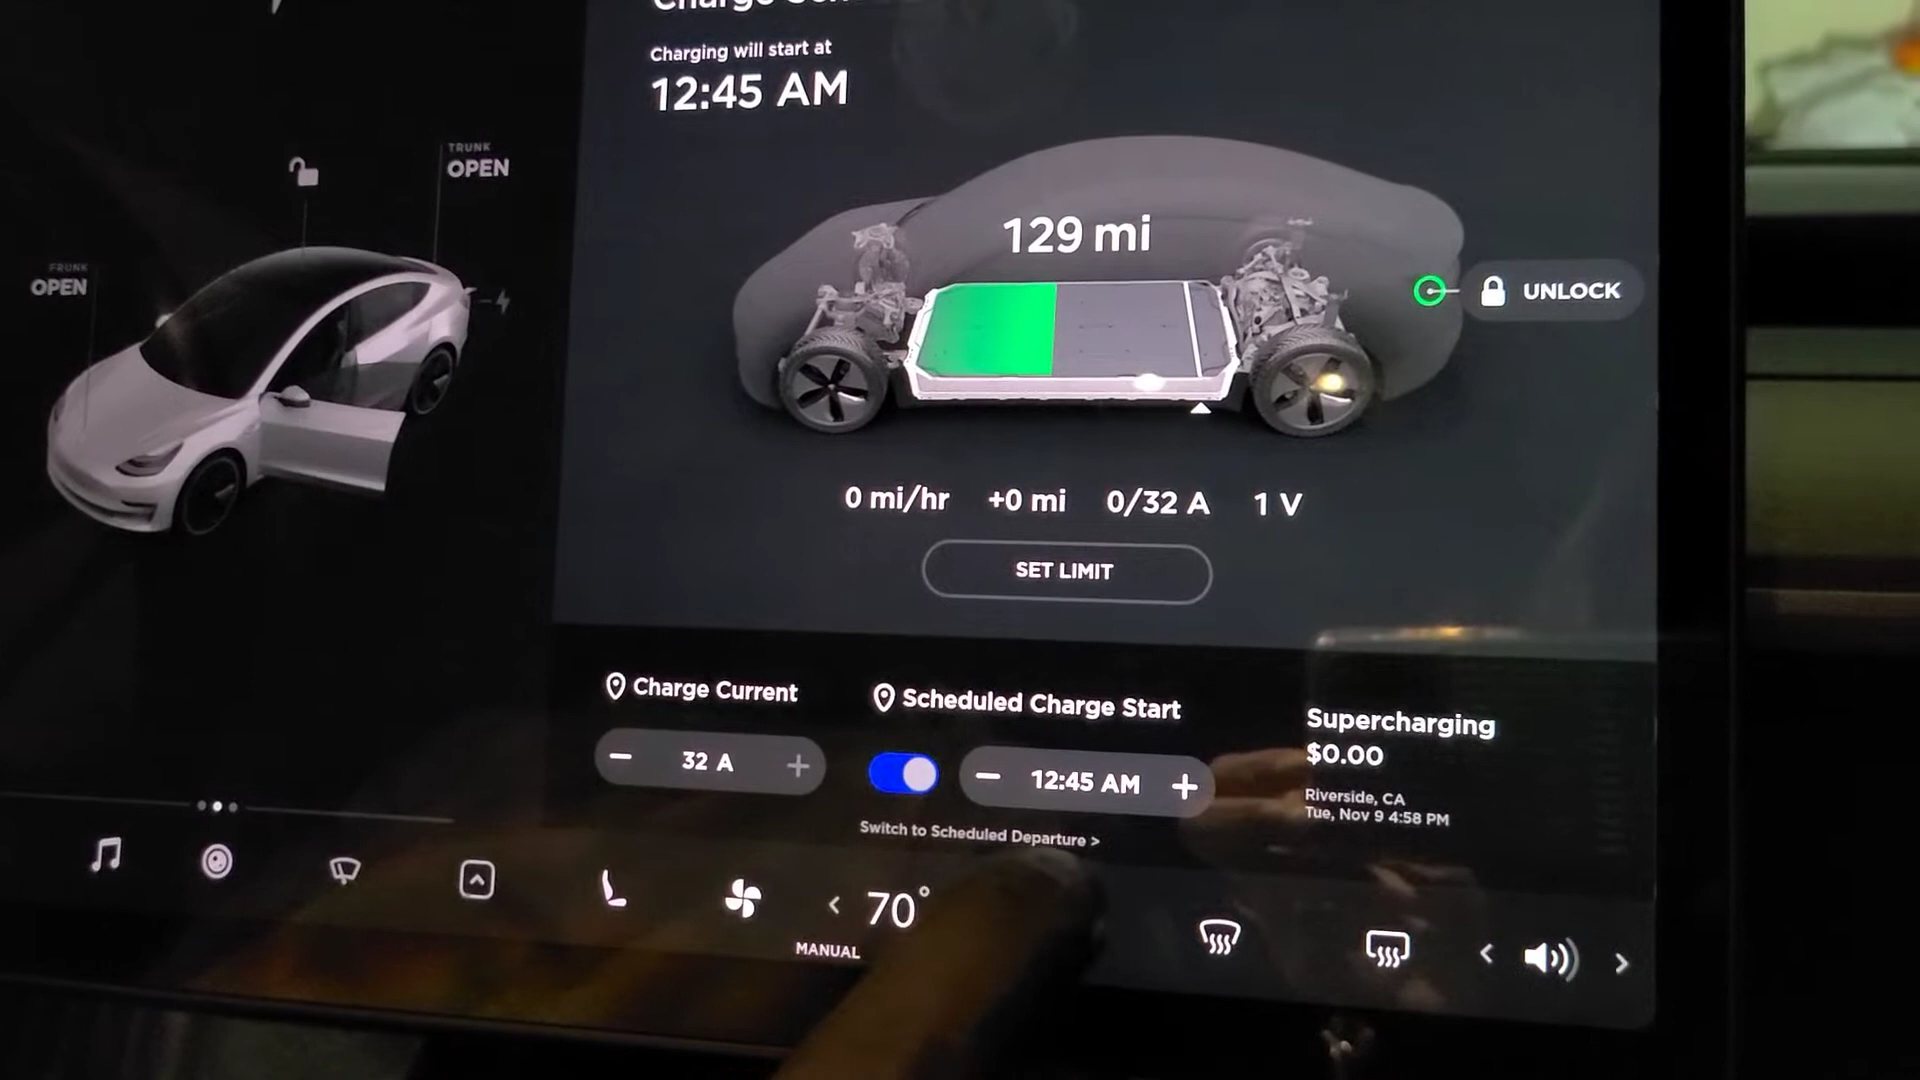 Charging will start at
12:45 AM
TRUNK
OPEN
FRUNK
OPEN
129 mi
UNLOCK
0 mi/hr +0 mi 0/32 A 1 V
SET LIMIT
Charge Current
32 A
Scheduled Charge Start
12:45 AM
Switch to Scheduled Departure >
Supercharging
$0.00
Riverside, CA
Tue, Nov 9 4:58 PM
70°
MANUAL